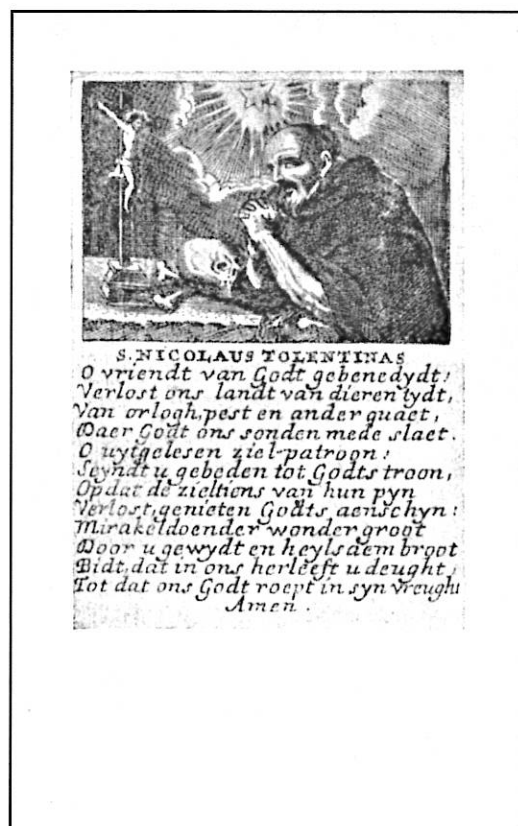 S. NICOLAUS TOLENTINAS
O vriendt van Godt gebenedydt,
Verlost ons landt van dieren tydt,
Van orlogh, pest en ander quaet,
Waer Godt ons sonden mede slaet.
O uytgelesen ziel-patroon:
Seyndt u gebeden tot Godts troon,
Opdat de zieltiens van hun pyn
Verlost, genieten Godts aenschyn:
Mirakeldoender wonder groot
Door u gewydt en heylsaem broot
Bidt, dat in ons herleeft u deught,
Tot dat ons Godt roept in syn vreught
Amen.